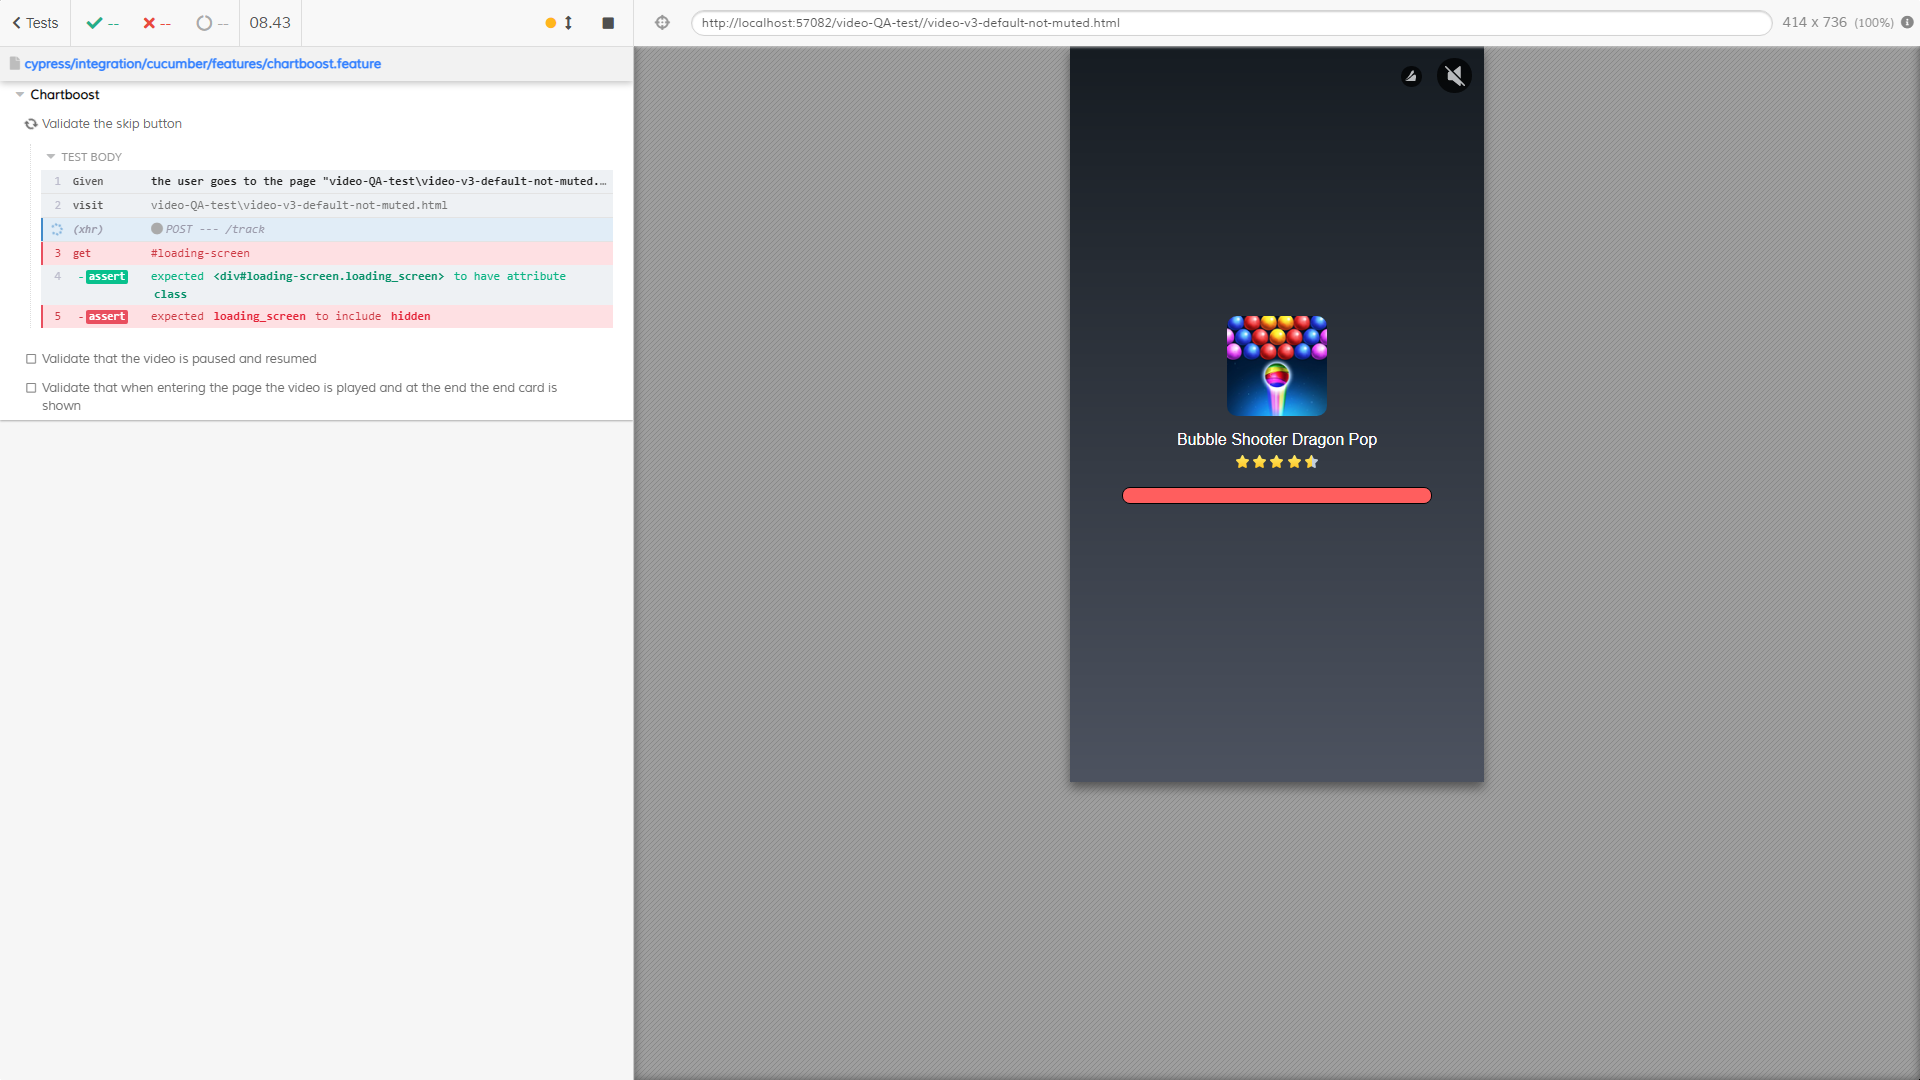 Tests -- -- -- 08.43
http://localhost:57082/video-QA-test//video-v3-default-not-muted.html 414 x 736 (100%)
cypress/integration/cucumber/features/chartboost.feature
Chartboost
Validate the skip button
TEST BODY
1 Given the user goes to the page "video-QA-test\video-v3-default-not-muted.…
2 visit video-QA-test\video-v3-default-not-muted.html
(xhr) POST --- /track
3 get #loading-screen
4 -assert expected <div#loading-screen.loading_screen> to have attribute
class
5 -assert expected loading_screen to include hidden
Validate that the video is paused and resumed
Validate that when entering the page the video is played and at the end the end card is
shown
Bubble Shooter Dragon Pop